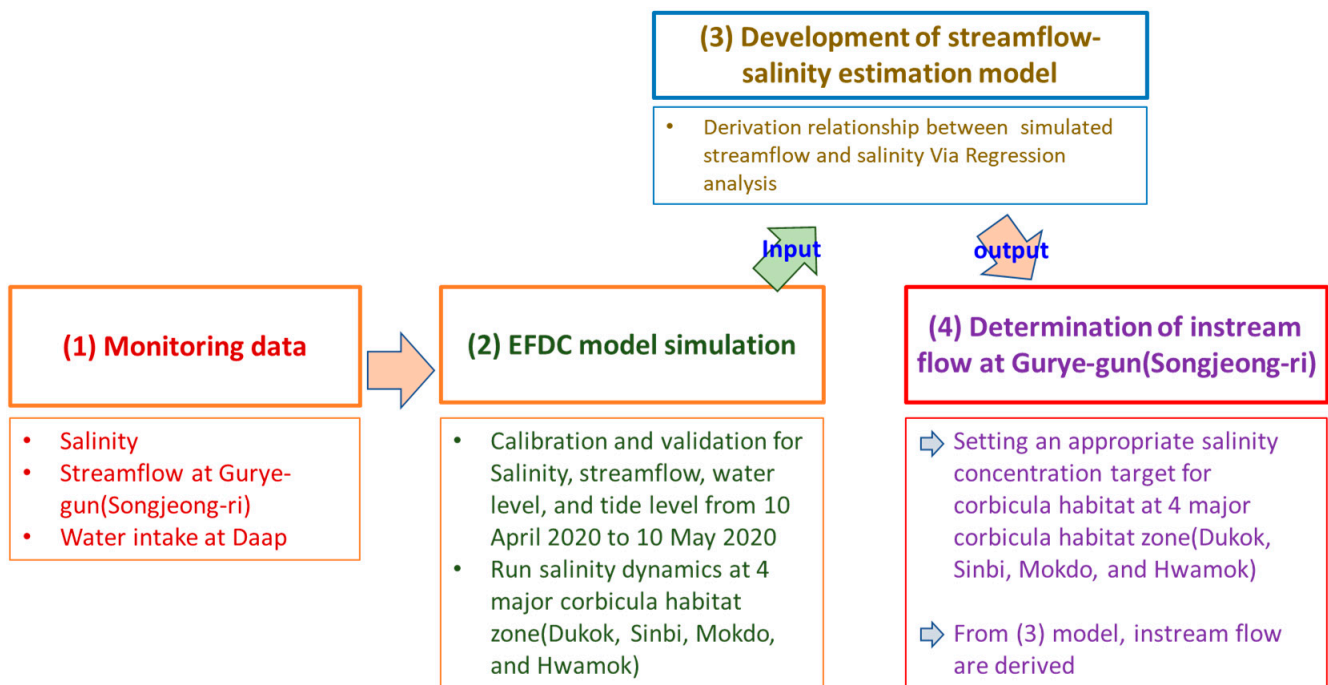 (3) Development of streamflow-
salinity estimation model
• Derivation relationship between simulated
streamflow and salinity Via Regression
analysis
Input
output
(1) Monitoring data
• Salinity
• Streamflow at Gurye-
gun(Songjeong-ri)
• Water intake at Daap
(2) EFDC model simulation
• Calibration and validation for
Salinity, streamflow, water
level, and tide level from 10
April 2020 to 10 May 2020
• Run salinity dynamics at 4
major corbicula habitat
zone(Dukok, Sinbi, Mokdo,
and Hwamok)
(4) Determination of instream
flow at Gurye-gun(Songjeong-ri)
Setting an appropriate salinity
concentration target for
corbicula habitat at 4 major
corbicula habitat zone(Dukok,
Sinbi, Mokdo, and Hwamok)
From (3) model, instream flow
are derived